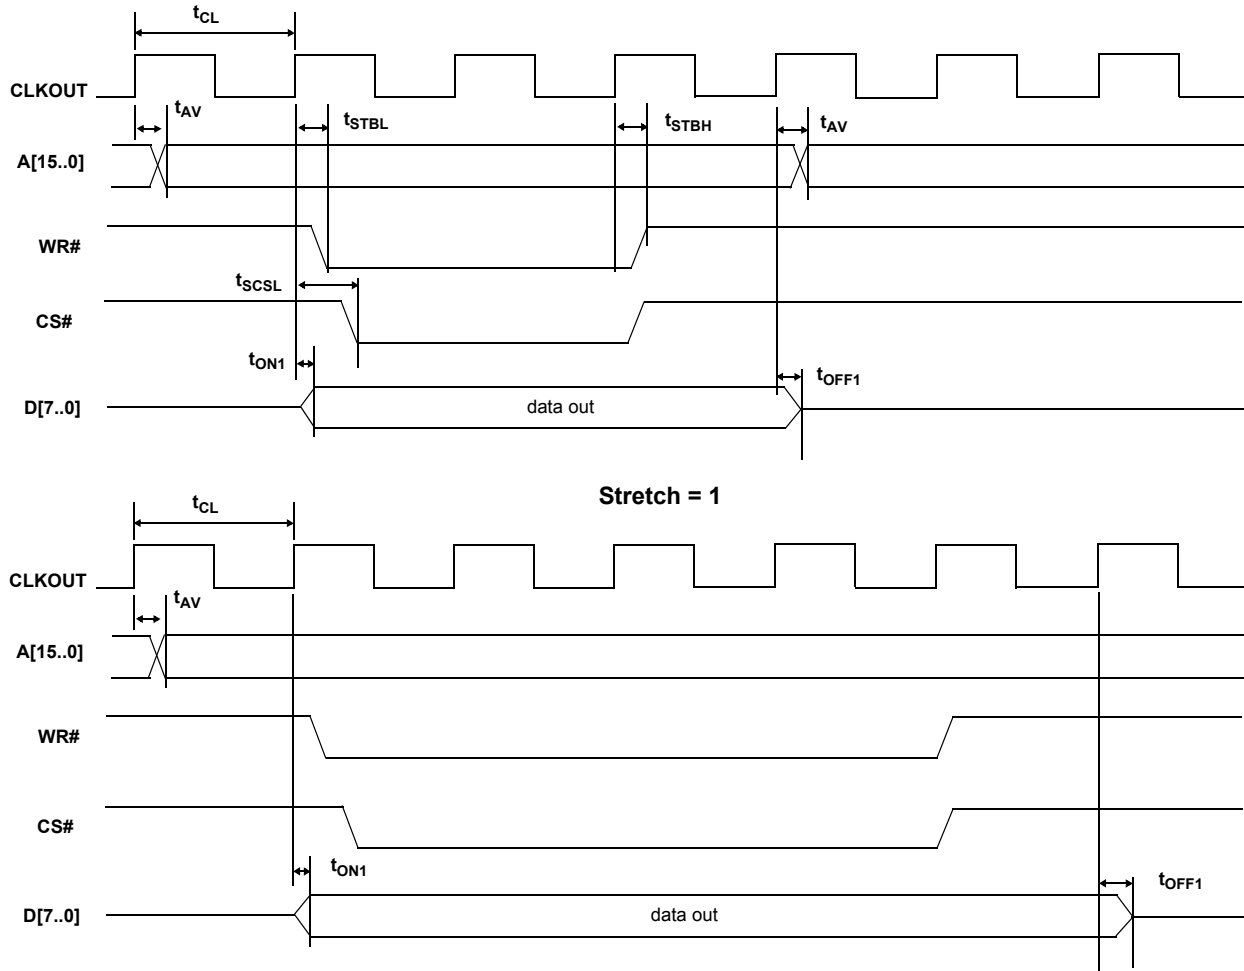 tCL
CLKOUT
tAV
tSTBL
tSTBH
tAV
A[15..0]
WR#
tSCSL
CS#
tON1
tOFF1
D[7..0]
data out
Stretch = 1
tCL
CLKOUT
tAV
A[15..0]
WR#
CS#
tON1
tOFF1
D[7..0]
data out